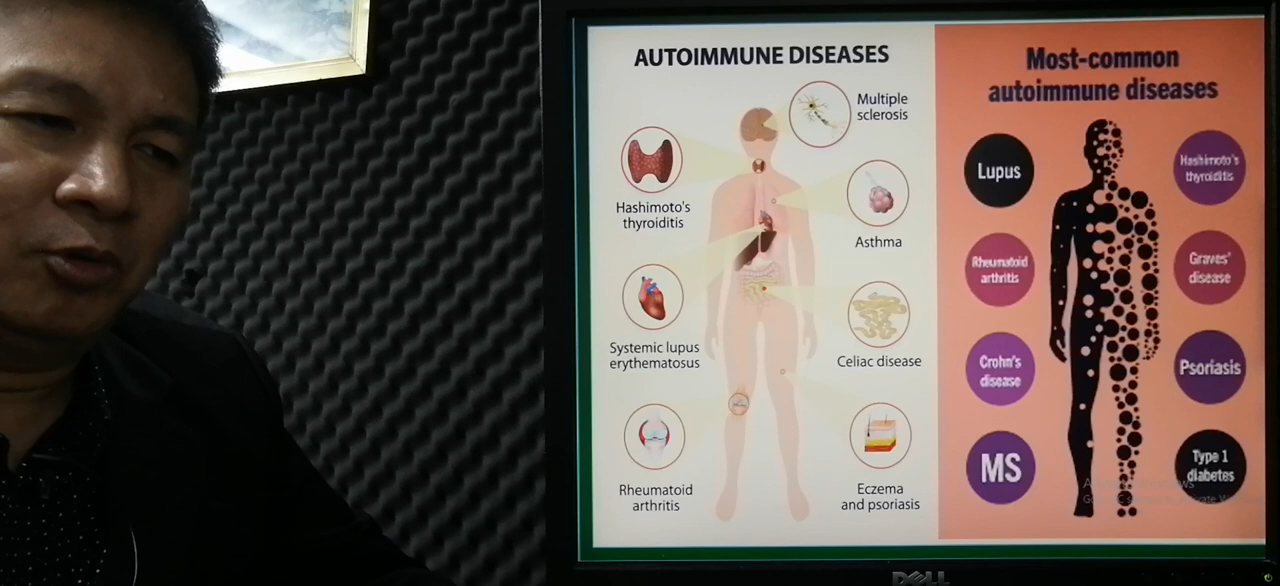 AUTOIMMUNE DISEASES
Multiple
sclerosis
Hashimoto's
thyroiditis
Asthma
Systemic lupus
erythematosus
Celiac disease
Rheumatoid
arthritis
Eczema
and psoriasis
Most-common
autoimmune diseases
Lupus
Hashimoto's
thyroiditis
Rheumatoid
arthritis
Graves'
disease
Crohn's
disease
Psoriasis
MS
Type 1
diabetes
DELL